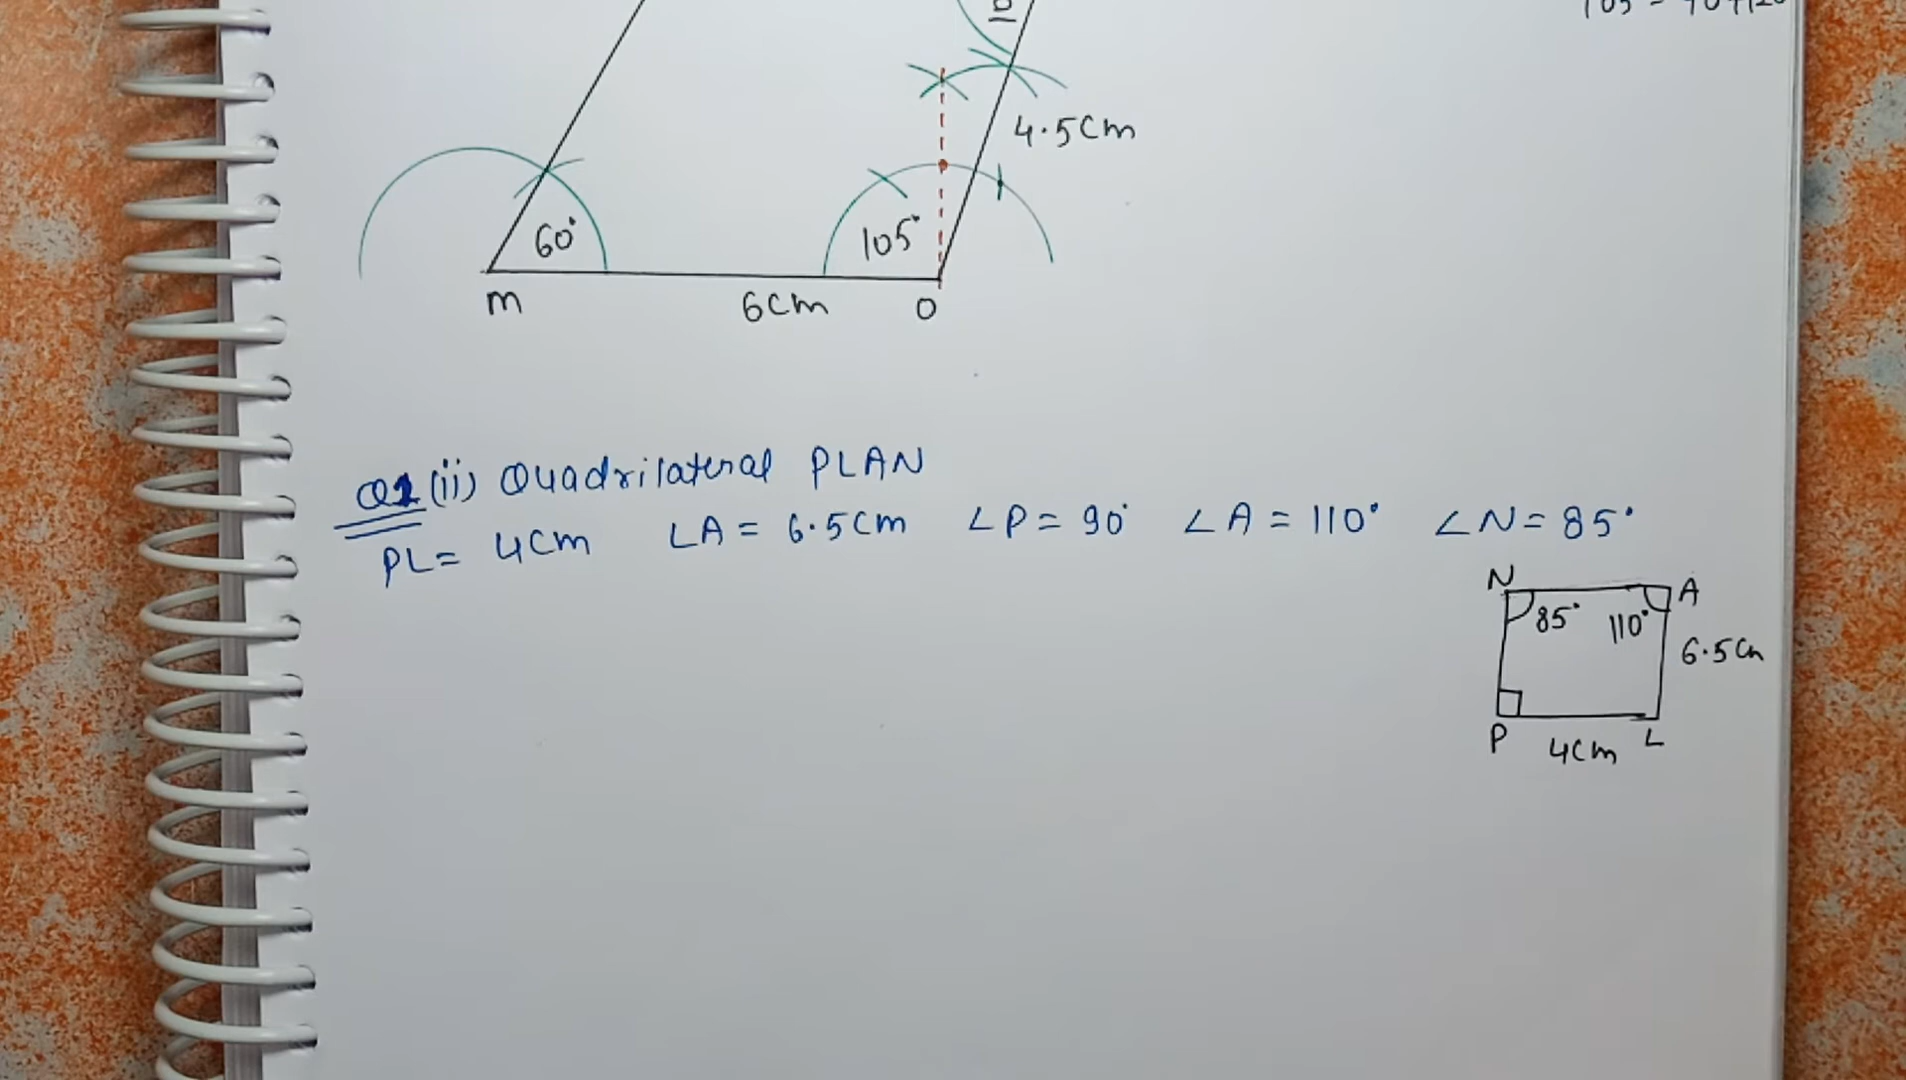 4.5cm
60°
105°
m
6cm
O
Q1 (ii) Quadrilateral PLAN
PL = 4cm LA = 6.5cm ∠P = 90° ∠A = 110° ∠N = 85°
N
A
85°
110°
6.5cm
P
4cm
L